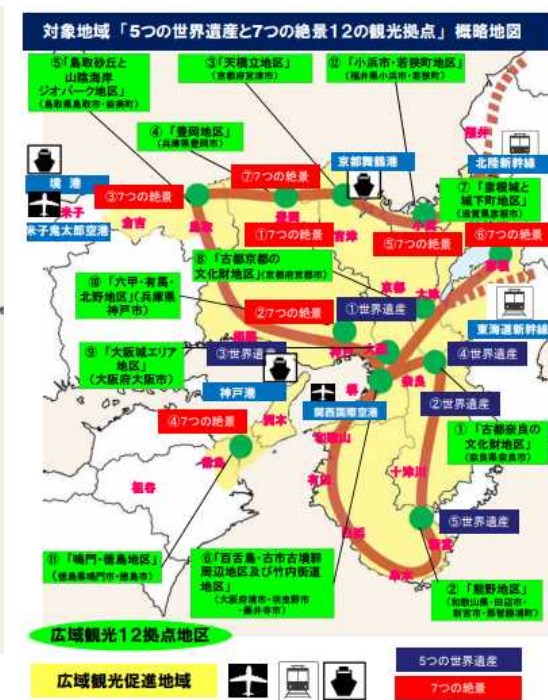 対象地域「5つの世界遺産と7つの絶景12の観光拠点」概略地図
⑤「鳥取砂丘と
山陰海岸
ジオパーク地区」
（鳥取県鳥取市・岩美町）
③「天橋立地区」
（京都府宮津市）
⑫「小浜市・若狭町地区」
（福井県小浜市・若狭町）
④「豊岡地区」
（兵庫県豊岡市）
京都舞鶴港
福井
北陸新幹線
境港
米子
米子鬼太郎空港
倉吉
③7つの絶景
鳥取
⑦7つの絶景
豊岡
宮津
小浜
⑦「彦根城と
城下町地区」
（滋賀県彦根市）
①7つの絶景
⑤7つの絶景
⑥7つの絶景
⑧「古都京都の
文化財地区」（京都府京都市）
京都
大津
⑩「六甲・有馬・
北野地区」（兵庫県
神戸市）
②7つの絶景
①世界遺産
東海道新幹線
③世界遺産
神戸
大阪
④世界遺産
⑨「大阪城エリア
地区」
（大阪府大阪市）
神戸港
堺
奈良
②世界遺産
関西国際空港
④7つの絶景
洲本
和歌山
①「古都奈良の
文化財地区」
（奈良県奈良市）
徳島
祖谷
有田
十津川
⑤世界遺産
白浜
新宮
串本
⑪「鳴門・徳島地区」
（徳島県鳴門市・徳島市）
⑥「百舌鳥・古市古墳群
周辺地区及び竹内街道
地区」
（大阪府堺市・羽曳野市
・藤井寺市）
②「熊野地区」
（和歌山県・田辺市・
新宮市・那智勝浦町）
広域観光12拠点地区
広域観光促進地域
5つの世界遺産
7つの絶景